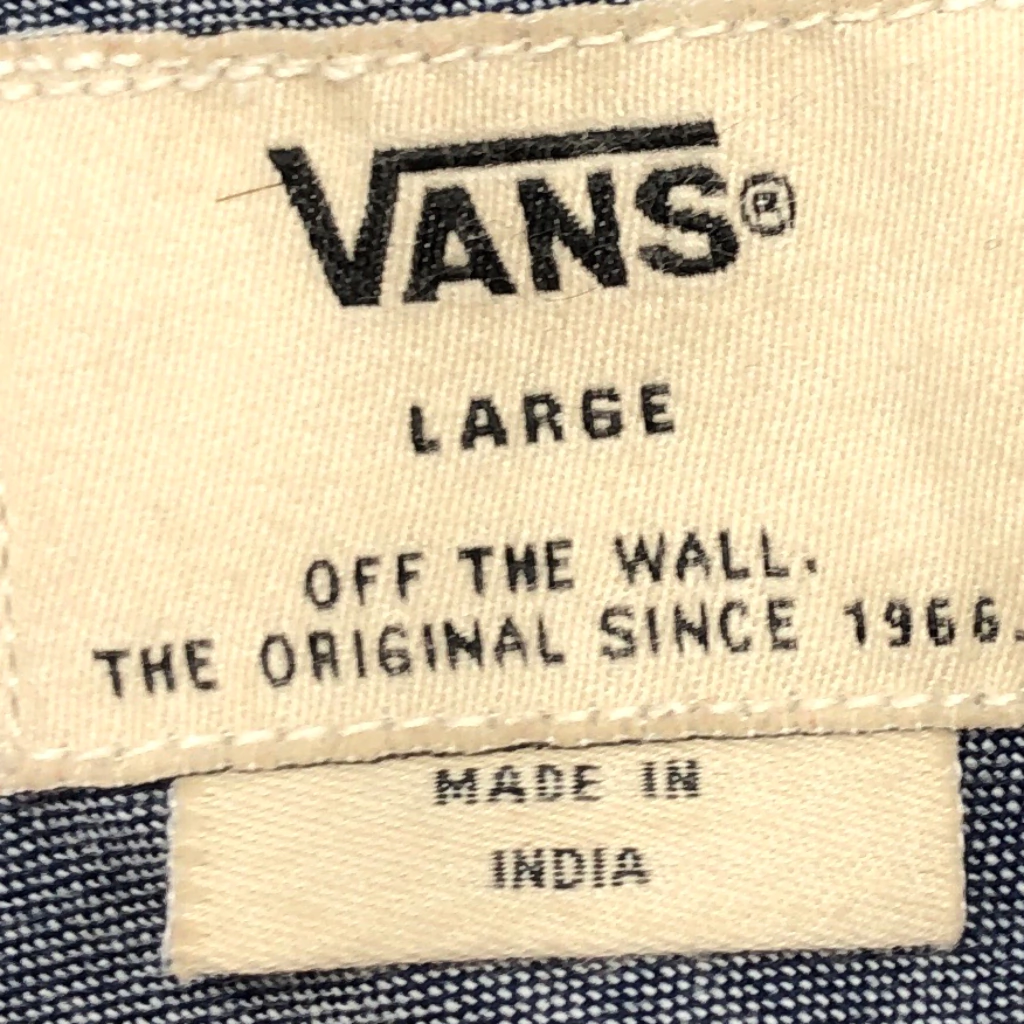 VANS®
LARGE
OFF THE WALL.
THE ORIGINAL SINCE 1966.
MADE IN
INDIA